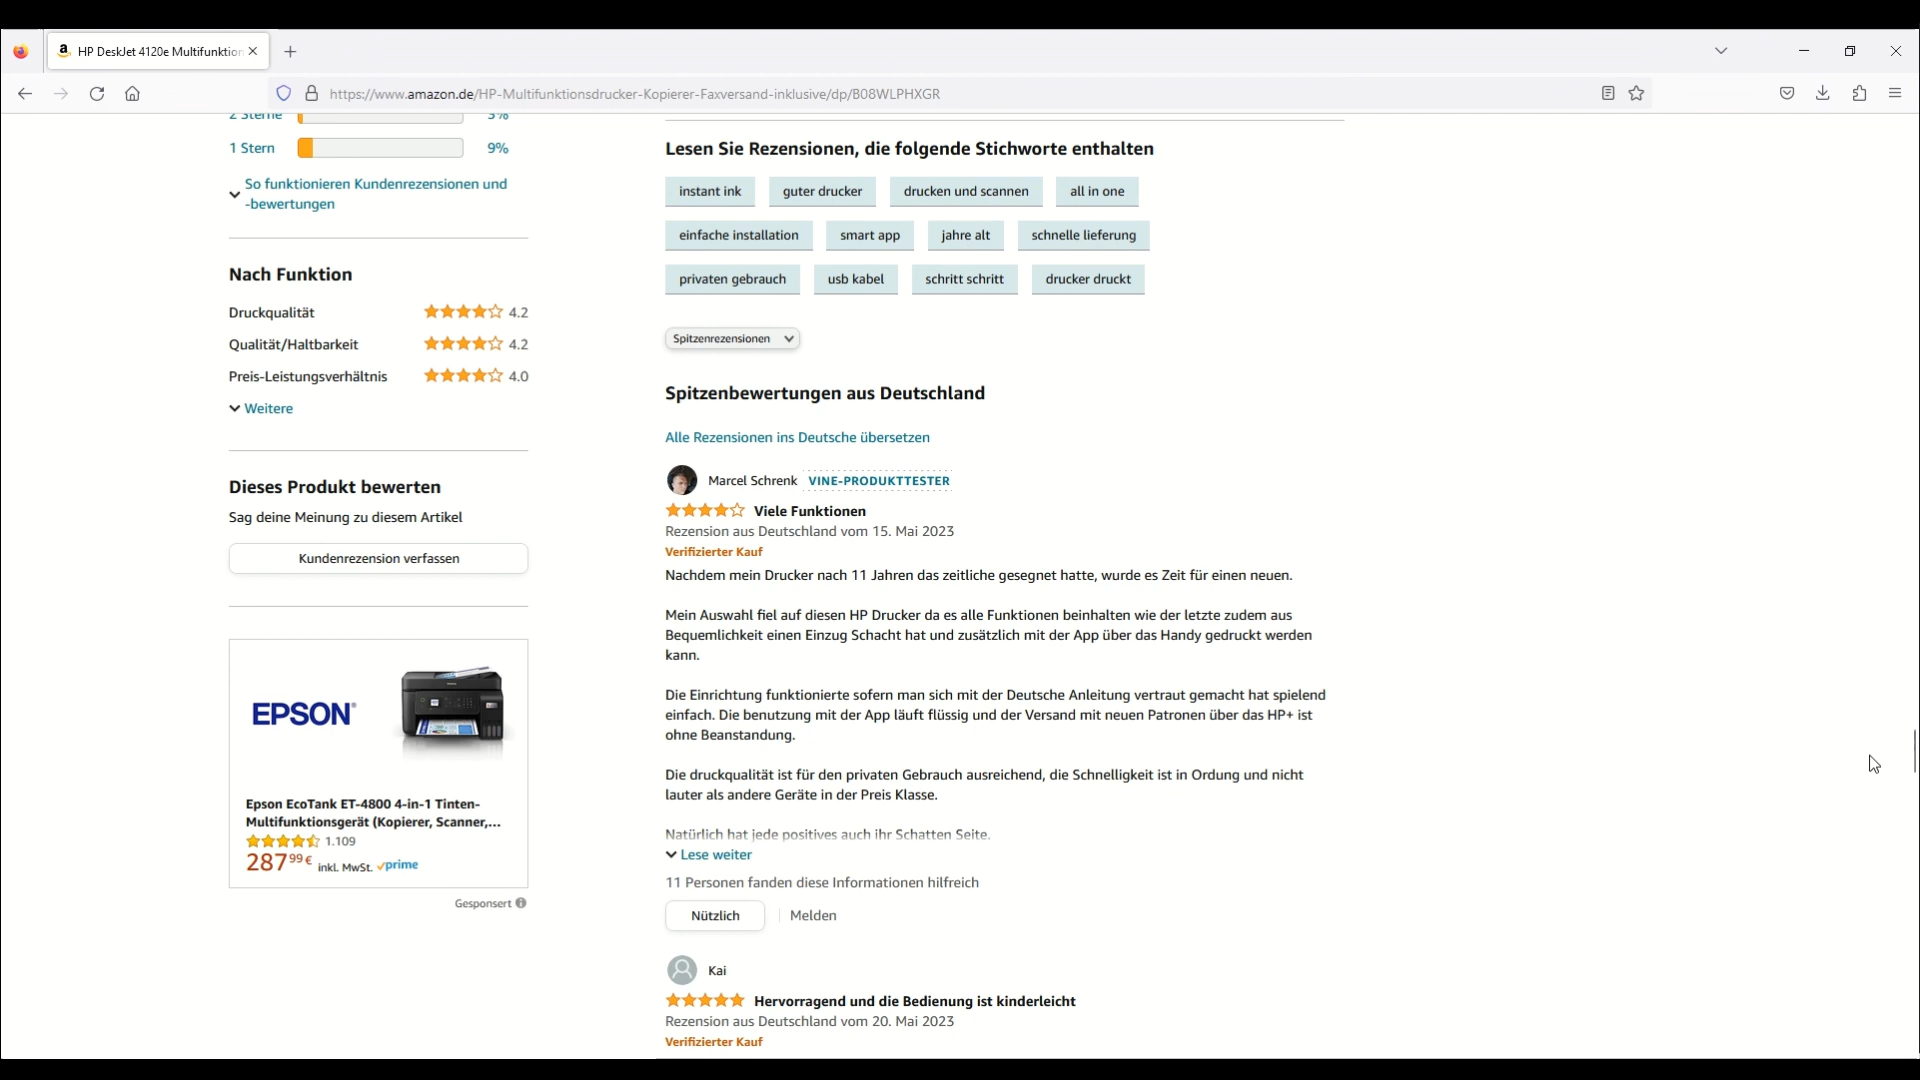 HP DeskJet 4120e Multifunktion
https://www.amazon.de/HP-Multifunktionsdrucker-Kopierer-Faxversand-inklusive/dp/B08WLPHXGR
2 Sterne 3%
1 Stern 9%
So funktionieren Kundenrezensionen und
-bewertungen
Nach Funktion
Druckqualität 4.2
Qualität/Haltbarkeit 4.2
Preis-Leistungsverhältnis 4.0
Weitere
Dieses Produkt bewerten
Sag deine Meinung zu diesem Artikel
Kundenrezension verfassen
EPSON
Epson EcoTank ET-4800 4-in-1 Tinten-
Multifunktionsgerät (Kopierer, Scanner,...
1.109
287 99 € inkl. MwSt. prime
Gesponsert
Lesen Sie Rezensionen, die folgende Stichworte enthalten
instant ink guter drucker drucken und scannen all in one
einfache installation smart app jahre alt schnelle lieferung
privaten gebrauch usb kabel schritt schritt drucker druckt
Spitzenrezensionen
Spitzenbewertungen aus Deutschland
Alle Rezensionen ins Deutsche übersetzen
Marcel Schrenk VINE-PRODUKTTESTER
Viele Funktionen
Rezension aus Deutschland vom 15. Mai 2023
Verifizierter Kauf
Nachdem mein Drucker nach 11 Jahren das zeitliche gesegnet hatte, wurde es Zeit für einen neuen.
Mein Auswahl fiel auf diesen HP Drucker da es alle Funktionen beinhalten wie der letzte zudem aus
Bequemlichkeit einen Einzug Schacht hat und zusätzlich mit der App über das Handy gedruckt werden
kann.
Die Einrichtung funktionierte sofern man sich mit der Deutsche Anleitung vertraut gemacht hat spielend
einfach. Die benutzung mit der App läuft flüssig und der Versand mit neuen Patronen über das HP+ ist
ohne Beanstandung.
Die druckqualität ist für den privaten Gebrauch ausreichend, die Schnelligkeit ist in Ordung und nicht
lauter als andere Geräte in der Preis Klasse.
Natürlich hat jede positives auch ihr Schatten Seite.
Lese weiter
11 Personen fanden diese Informationen hilfreich
Nützlich Melden
Kai
Hervorragend und die Bedienung ist kinderleicht
Rezension aus Deutschland vom 20. Mai 2023
Verifizierter Kauf